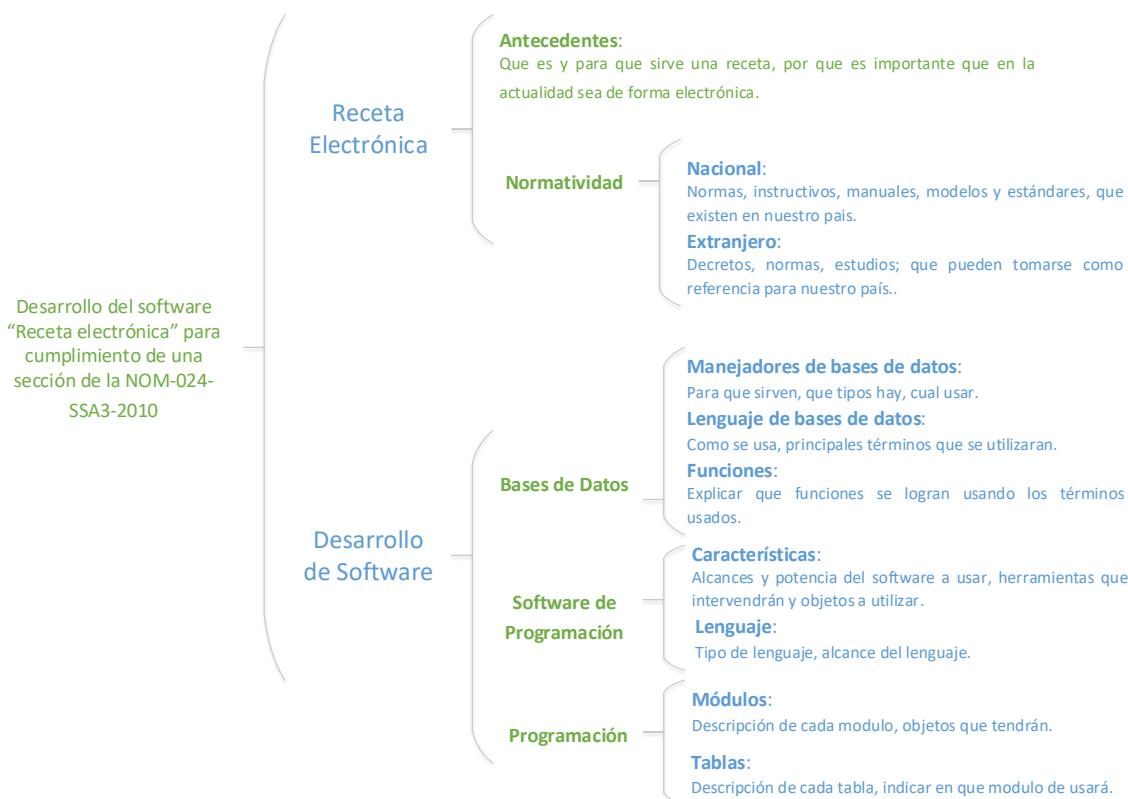 Desarrollo del software
“Receta electrónica” para
cumplimiento de una
sección de la NOM-024-
SSA3-2010
Receta
Electrónica
Antecedentes:
Que es y para que sirve una receta, por que es importante que en la
actualidad sea de forma electrónica.
Normatividad
Nacional:
Normas, instructivos, manuales, modelos y estándares, que
existen en nuestro pais.
Extranjero:
Decretos, normas, estudios; que pueden tomarse como
referencia para nuestro país..
Desarrollo
de Software
Bases de Datos
Manejadores de bases de datos:
Para que sirven, que tipos hay, cual usar.
Lenguaje de bases de datos:
Como se usa, principales términos que se utilizaran.
Funciones:
Explicar que funciones se logran usando los términos
usados.
Software de
Programación
Característicás:
Alcances y potencia del software a usar, herramientas que
intervendrán y objetos a utilizar.
Lenguaje:
Tipo de lenguaje, alcance del lenguaje.
Programación
Módulos:
Descripción de cada modulo, objetos que tendrán.
Tablas:
Descripción de cada tabla, indicar en que modulo de usará.